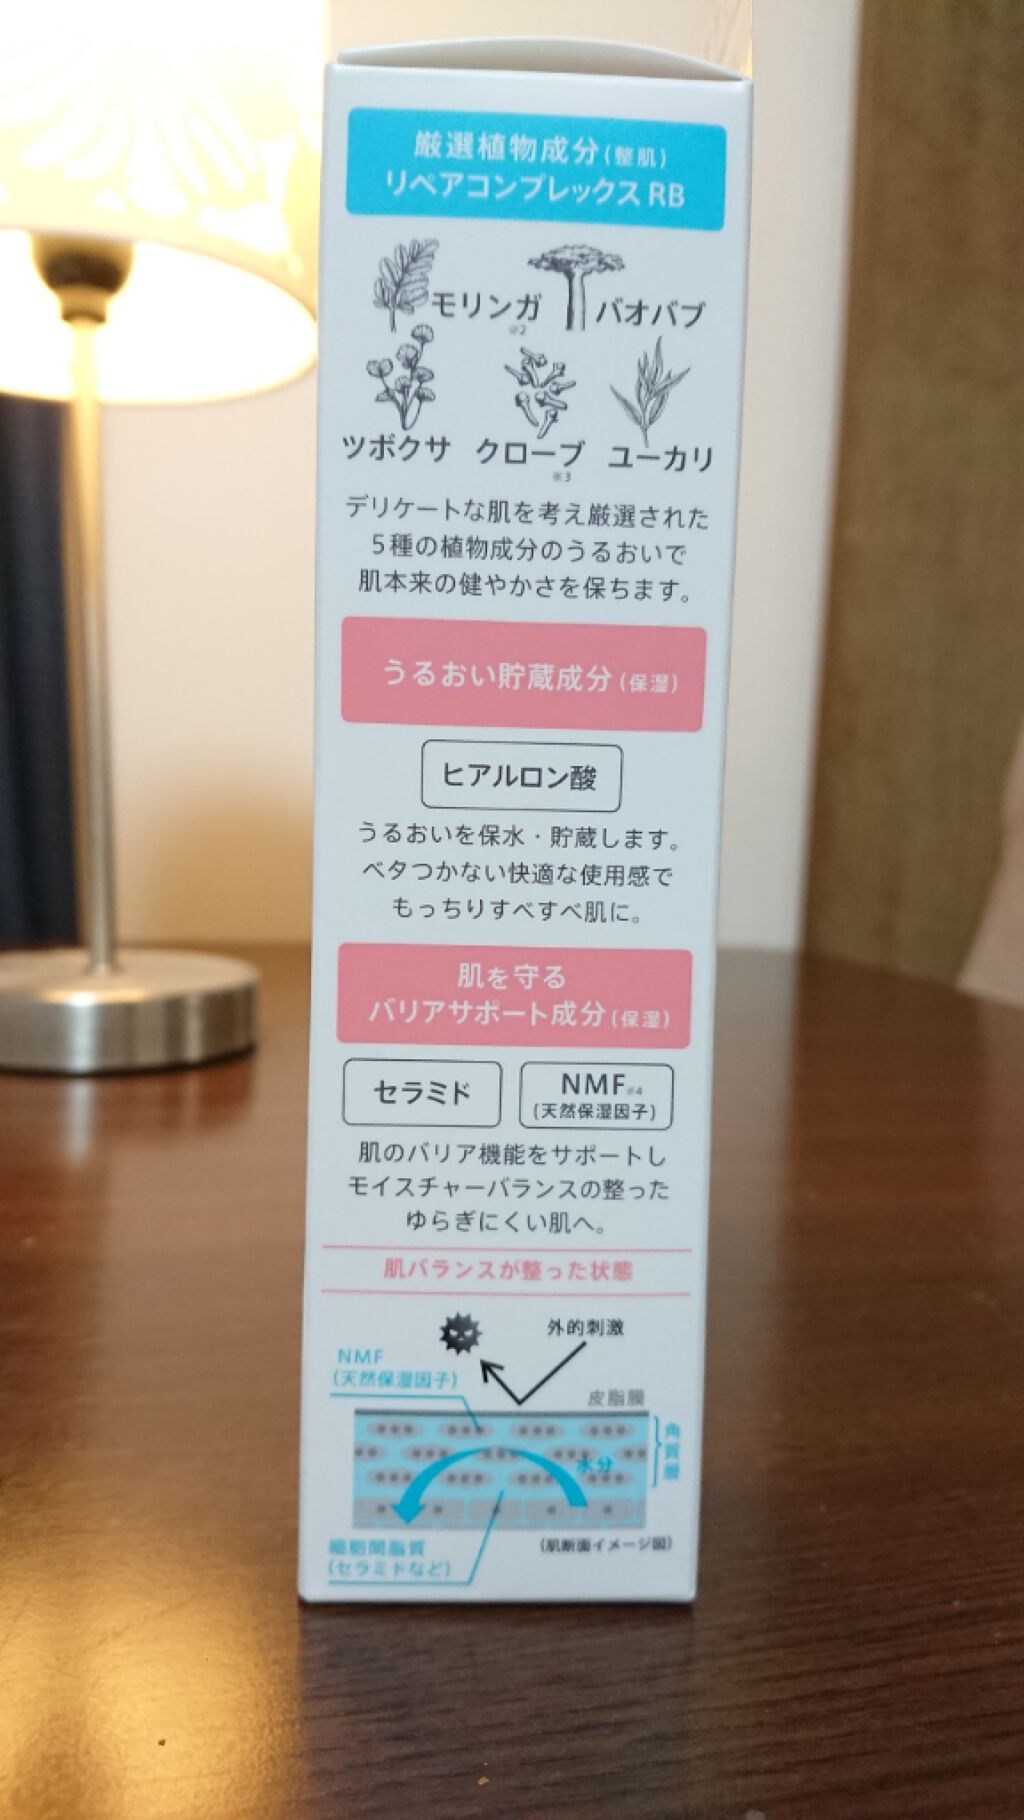 厳選植物成分(整肌)
リペアコンプレックス RB
モリンガ
※2
バオバブ
ツボクサ
クローブ
※3
ユーカリ
デリケートな肌を考え厳選された
5種の植物成分のうるおいで
肌本来の健やかさを保ちます。
うるおい貯蔵成分(保湿)
ヒアルロン酸
うるおいを保水・貯蔵します。
ベタつかない快適な使用感で
もっちりすべすべ肌に。
肌を守る
バリアサポート成分(保湿)
セラミド
NMF※4
(天然保湿因子)
肌のバリア機能をサポートし
モイスチャーバランスの整った
ゆらぎにくい肌へ。
肌バランスが整った状態
外的刺激
NMF
(天然保湿因子)
皮脂膜
角質層
水分
細胞間脂質
(セラミドなど)
(肌断面イメージ図)